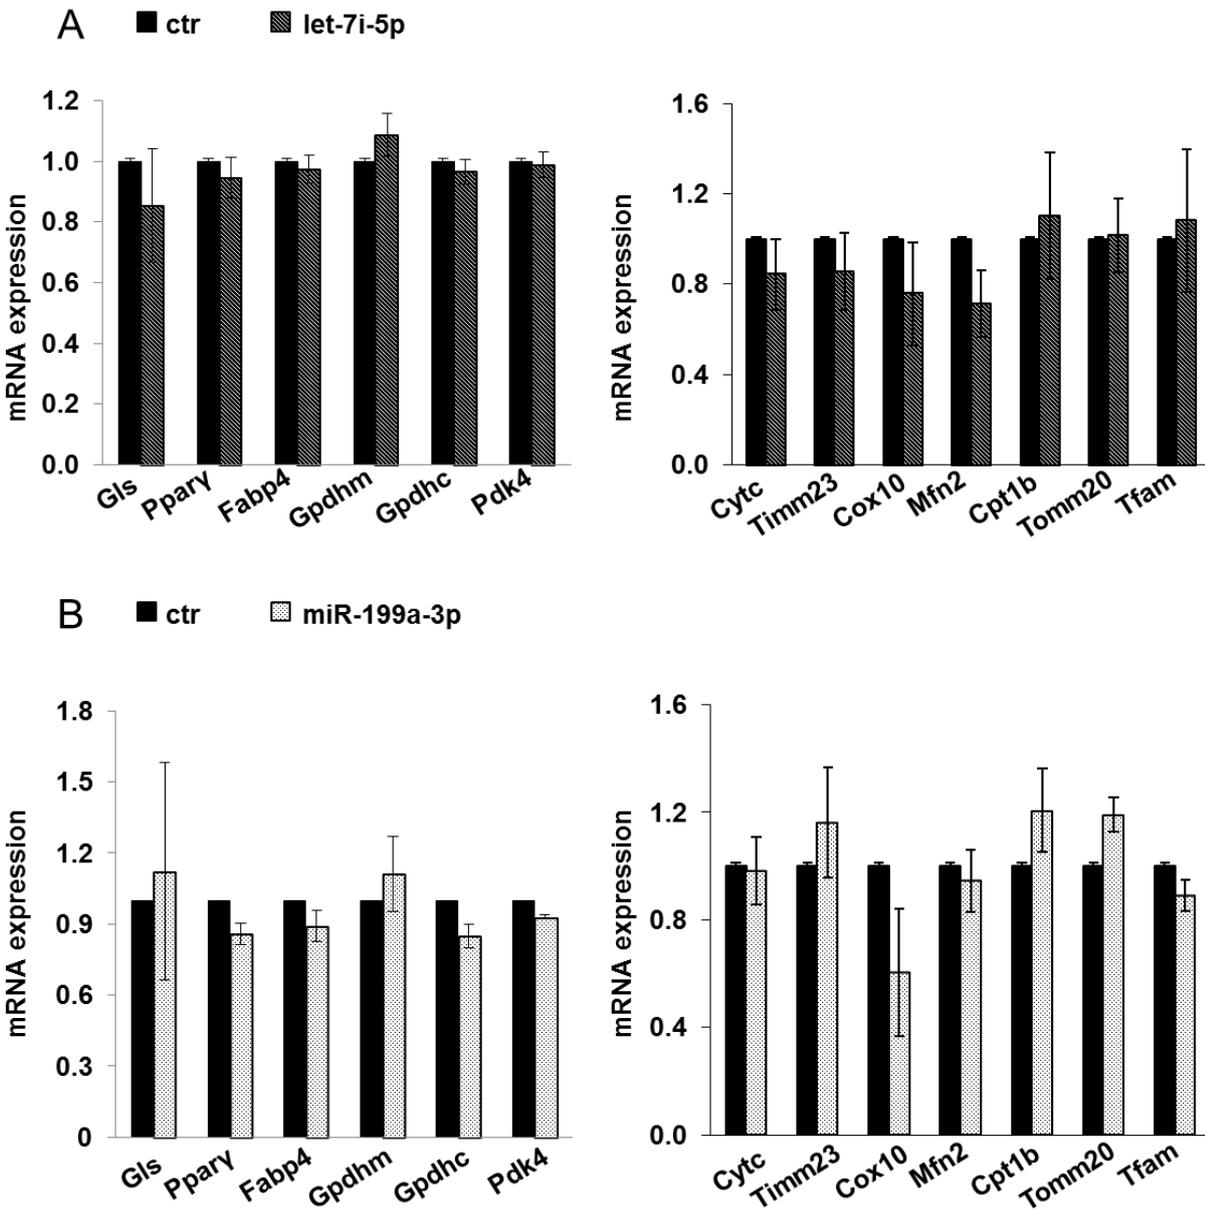 A
ctr
let-7i-5p
mRNA expression
1.2
1.0
0.8
0.6
0.4
0.2
0.0
Gls
Pparγ
Fabp4
Gpdhm
Gpdhc
Pdk4
mRNA expression
1.6
1.2
0.8
0.4
0.0
Cytc
Timm23
Cox10
Mfn2
Cpt1b
Tomm20
Tfam
B
ctr
miR-199a-3p
mRNA expression
1.8
1.5
1.2
0.9
0.6
0.3
0
Gls
Pparγ
Fabp4
Gpdhm
Gpdhc
Pdk4
mRNA expression
1.6
1.2
0.8
0.4
0.0
Cytc
Timm23
Cox10
Mfn2
Cpt1b
Tomm20
Tfam